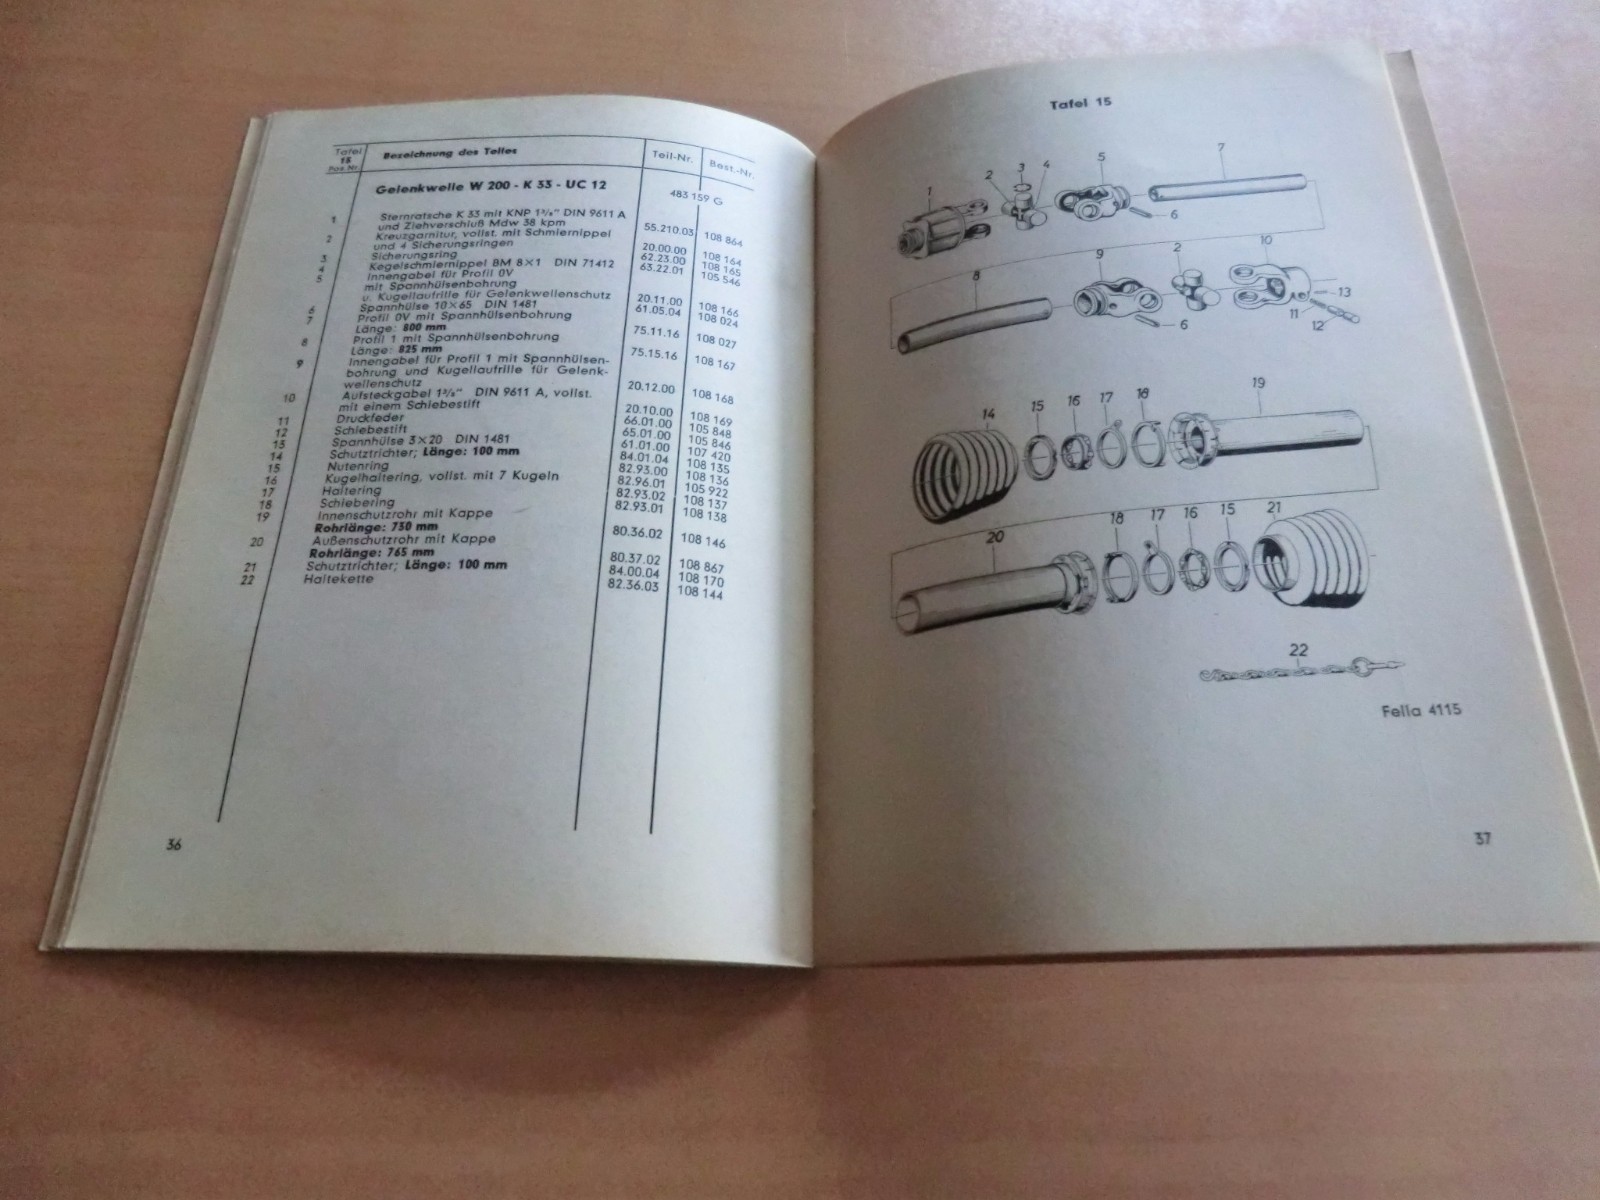 Tafel
15
Pos.Nr.
Bezeichnung des Teiles
Teil-Nr.
Best.-Nr.
Gelenkwelle W 200 - K 33 - UC 12
483 159 G
1 Sternratsche K 33 mit KNP 1³/₈" DIN 9611 A
und Ziehverschluß Mdw 38 kpm 55.210.03 108 864
2 Kreuzgarnitur, vollst. mit Schmiernippel
und 4 Sicherungsringen 20.00.00 108 164
3 Sicherungsring 62.23.00 108 165
4 Kegelschmiernippel BM 8×1 DIN 71412 63.22.01 105 546
5 Innengabel für Profil 0V
mit Spannhülsenbohrung
u. Kugellaufrille für Gelenkwellenschutz 20.11.00 108 166
6 Spannhülse 10×65 DIN 1481 61.05.04 108 024
7 Profil 0V mit Spannhülsenbohrung
Länge: 800 mm 75.11.16 108 027
8 Profil 1 mit Spannhülsenbohrung
Länge: 825 mm 75.15.16 108 167
9 Innengabel für Profil 1 mit Spannhülsen-
bohrung und Kugellaufrille für Gelenk-
wellenschutz 20.12.00 108 168
10 Aufsteckgabel 1³/₈" DIN 9611 A, vollst.
mit einem Schiebestift 20.10.00 108 169
11 Druckfeder 66.01.00 105 848
12 Schiebestift 65.01.00 105 846
13 Spannhülse 3×20 DIN 1481 61.01.00 107 420
14 Schutztrichter; Länge: 100 mm 84.01.04 108 135
15 Nutenring 82.93.00 108 136
16 Kugelhaltering, vollst. mit 7 Kugeln 82.96.01 105 922
17 Haltering 82.93.02 108 137
18 Schiebering 82.93.01 108 138
19 Innenschutzrohr mit Kappe
Rohrlänge: 730 mm 80.36.02 108 146
20 Außenschutzrohr mit Kappe
Rohrlänge: 765 mm 80.37.02 108 867
21 Schutztrichter; Länge: 100 mm 84.00.04 108 170
22 Haltekette 82.36.03 108 144
36
Tafel 15
1 2 3 4 5 6 7
8 9 6 2 10 11 12 13
14 15 16 17 18 19
20 18 17 16 15 21
22
Fella 4115
37